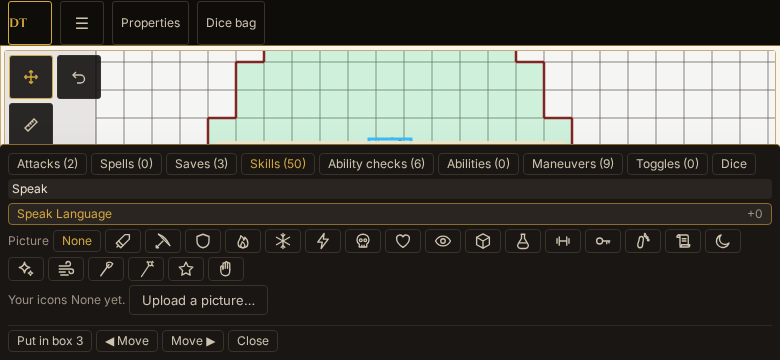 DT ☰ Properties Dice bag
Attacks (2) Spells (0) Saves (3) Skills (50) Ability checks (6) Abilities (0) Maneuvers (9) Toggles (0) Dice
Speak
Speak Language +0
Picture None
Your icons None yet. Upload a picture...
Put in box 3 ◀ Move Move ▶ Close